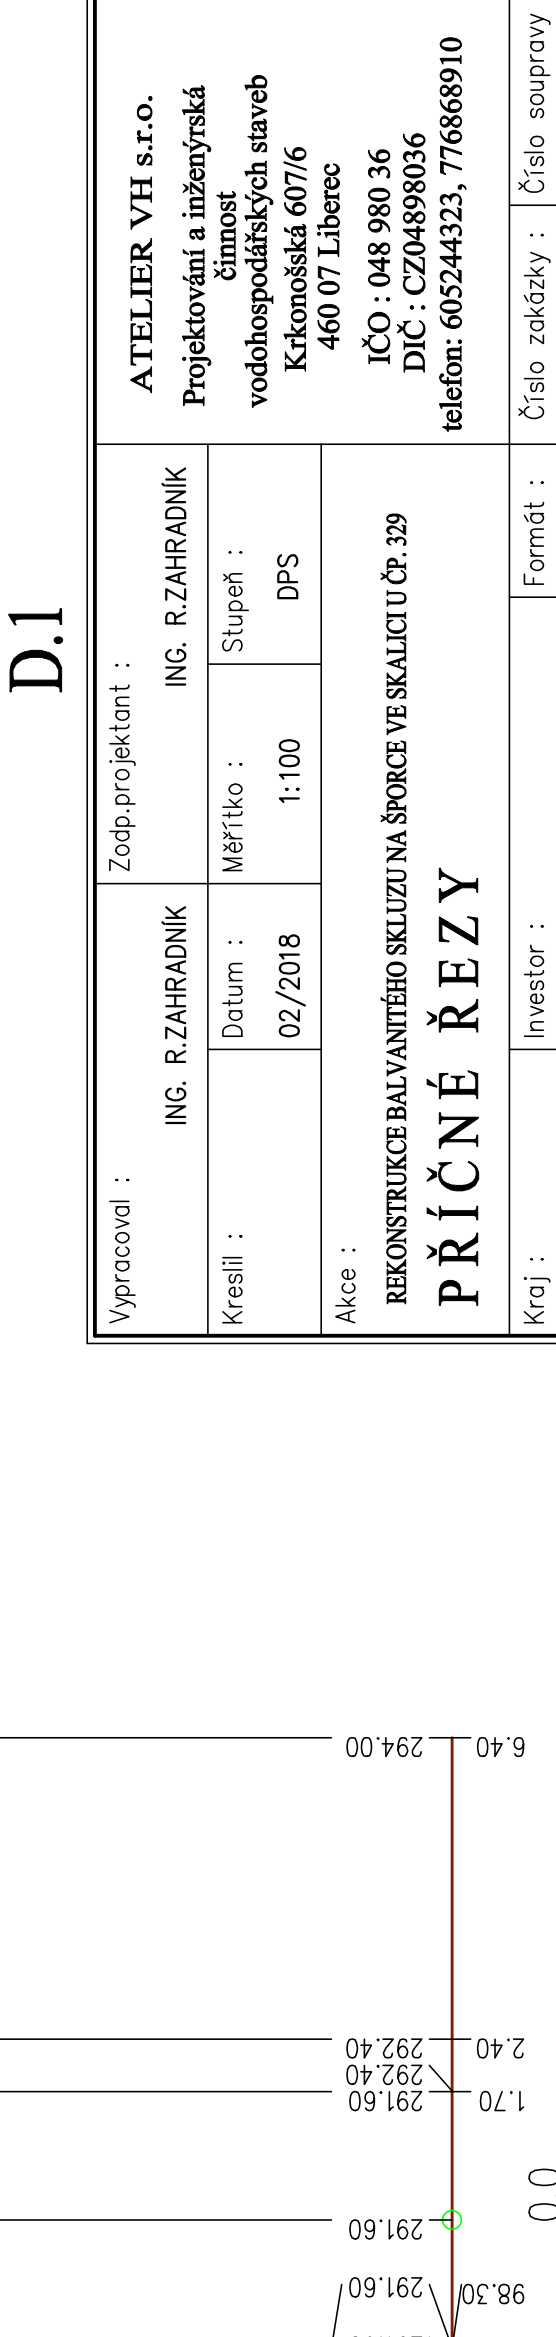 D.1
Vypracoval :
ING. R.ZAHRADNÍK
Zodp.projektant :
ING. R.ZAHRADNÍK
Kreslil :
Datum :
02/2018
Měřítko :
1:100
Stupeň :
DPS
ATELIER VH s.r.o.
Projektování a inženýrská
činnost
vodohospodářských staveb
Krkonošská 607/6
460 07 Liberec
IČO : 048 980 36
DIČ : CZ04898036
telefon: 605244323, 776868910
Akce :
REKONSTRUKCE BALVANITÉHO SKLUZU NA ŠPORCE VE SKALICI U ČP. 329
PŘÍČNÉ ŘEZY
Kraj :
Investor :
Formát :
Číslo zakázky :
Číslo soupravy
294.00
6.40
292.40
2.40
292.40
291.60
1.70
291.60
291.60
98.30